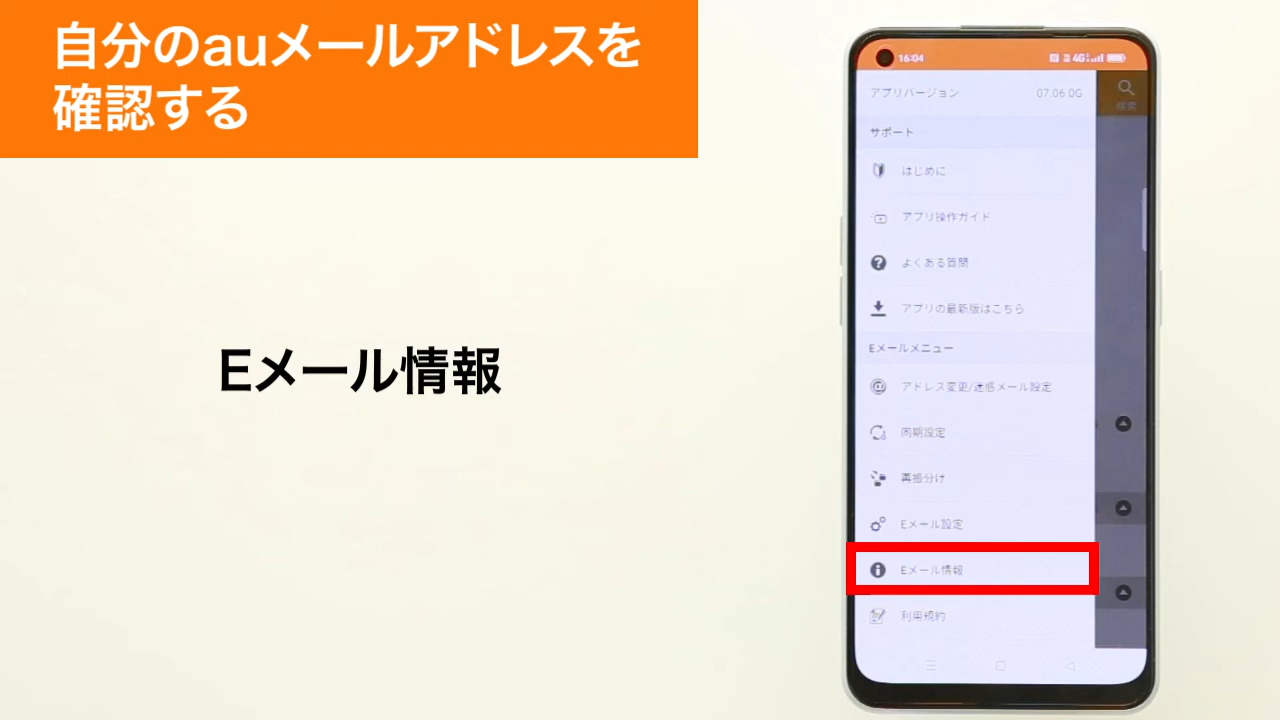 自分のauメールアドレスを
確認する
Eメール情報
16:04
4G
アプリバージョン 07.06.0G
検索
サポート
はじめに
アプリ操作ガイド
よくある質問
アプリの最新版はこちら
Eメールメニュー
アドレス変更/迷惑メール設定
同期設定
再振分け
Eメール設定
Eメール情報
利用規約